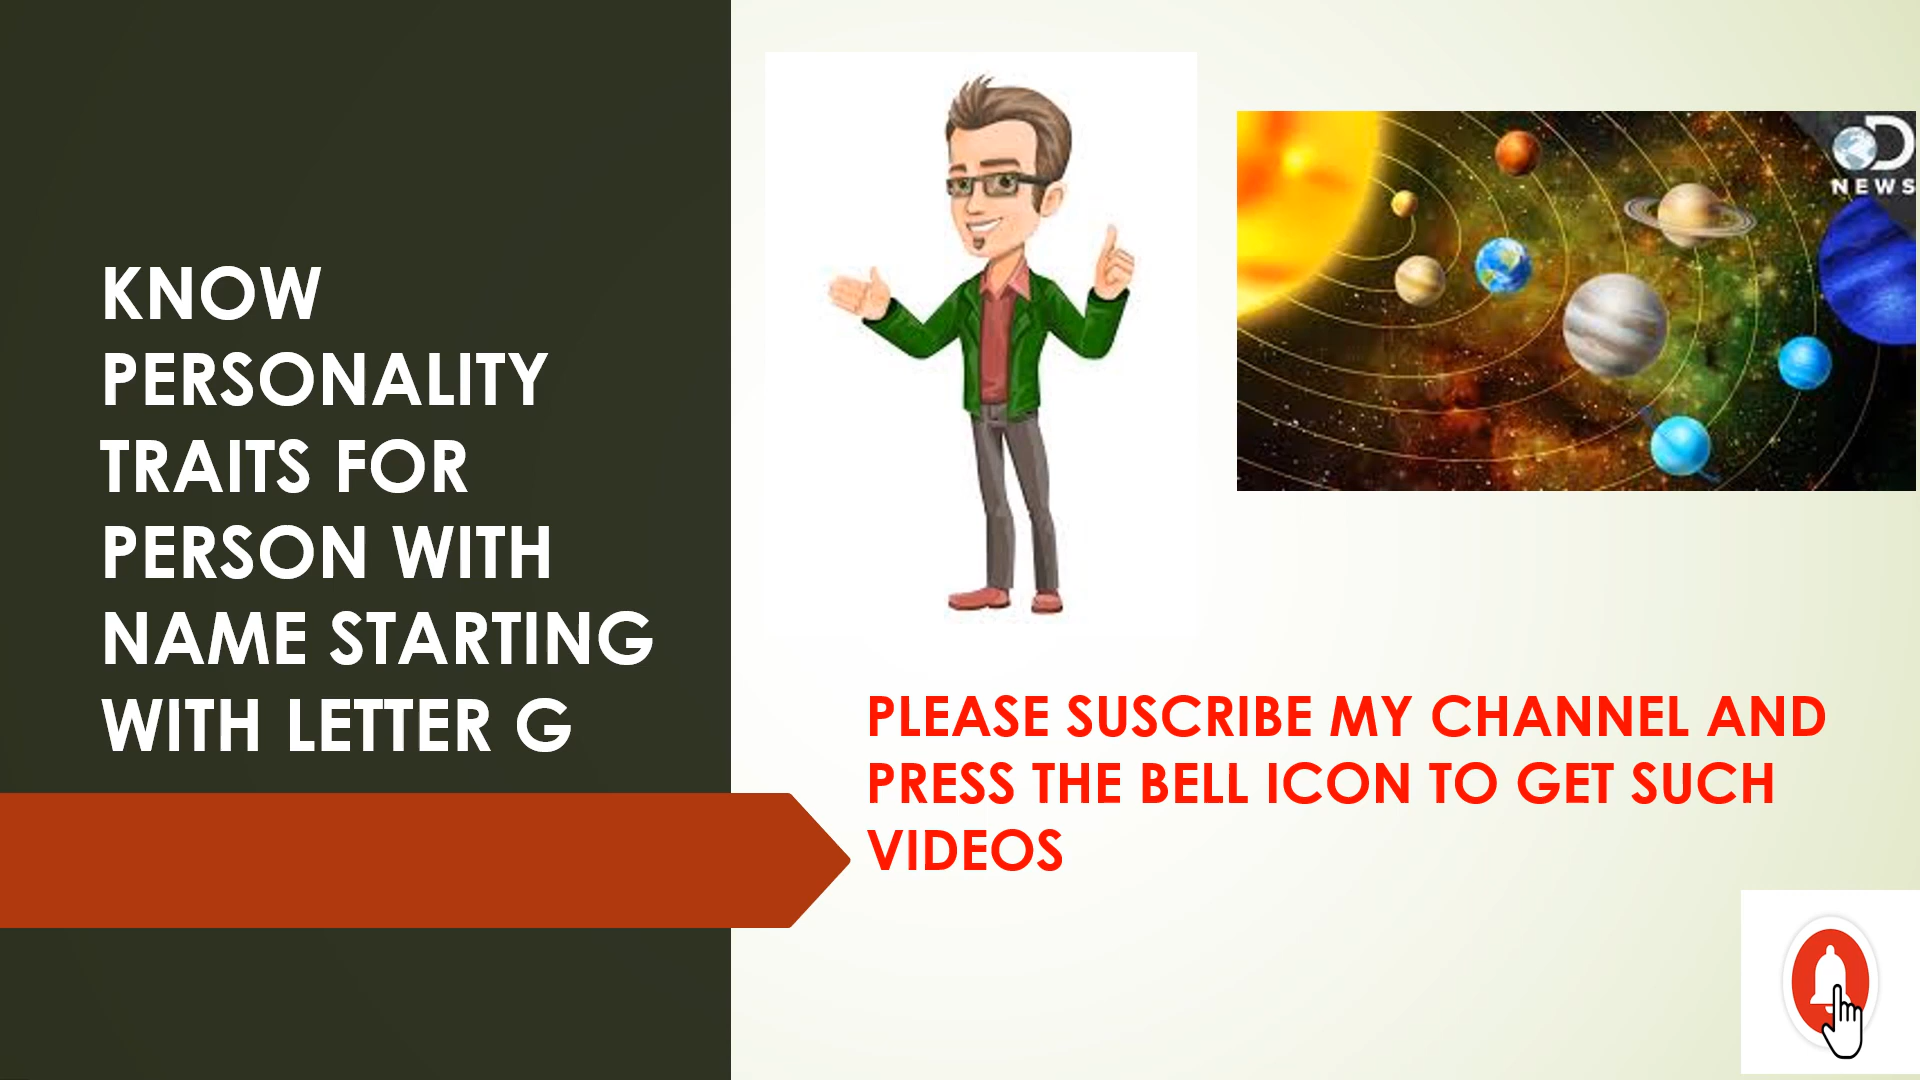 KNOW
PERSONALITY
TRAITS FOR
PERSON WITH
NAME STARTING
WITH LETTER G
D
NEWS
PLEASE SUSCRIBE MY CHANNEL AND
PRESS THE BELL ICON TO GET SUCH
VIDEOS